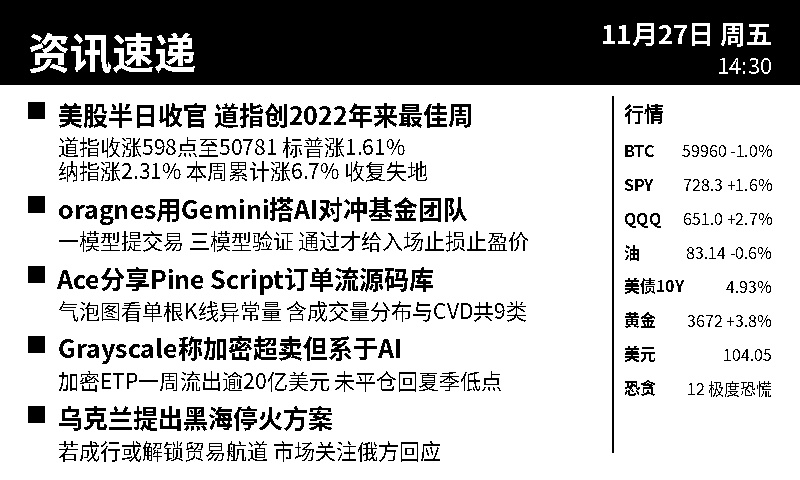 资讯速递
11月27日 周五
14:30
美股半日收官 道指创2022年来最佳周
道指收涨598点至50781 标普涨1.61%
纳指涨2.31% 本周累计涨6.7% 收复失地
oragnes用Gemini搭AI对冲基金团队
一模型提交易 三模型验证 通过才给入场止损止盈价
Ace分享Pine Script订单流源码库
气泡图看单根K线异常量 含成交量分布与CVD共9类
Grayscale称加密超卖但系于AI
加密ETP一周流出逾20亿美元 未平仓回夏季低点
乌克兰提出黑海停火方案
若成行或解锁贸易航道 市场关注俄方回应
行情
BTC 59960 -1.0%
SPY 728.3 +1.6%
QQQ 651.0 +2.7%
油 83.14 -0.6%
美债10Y 4.93%
黄金 3672 +3.8%
美元 104.05
恐贪 12 极度恐慌